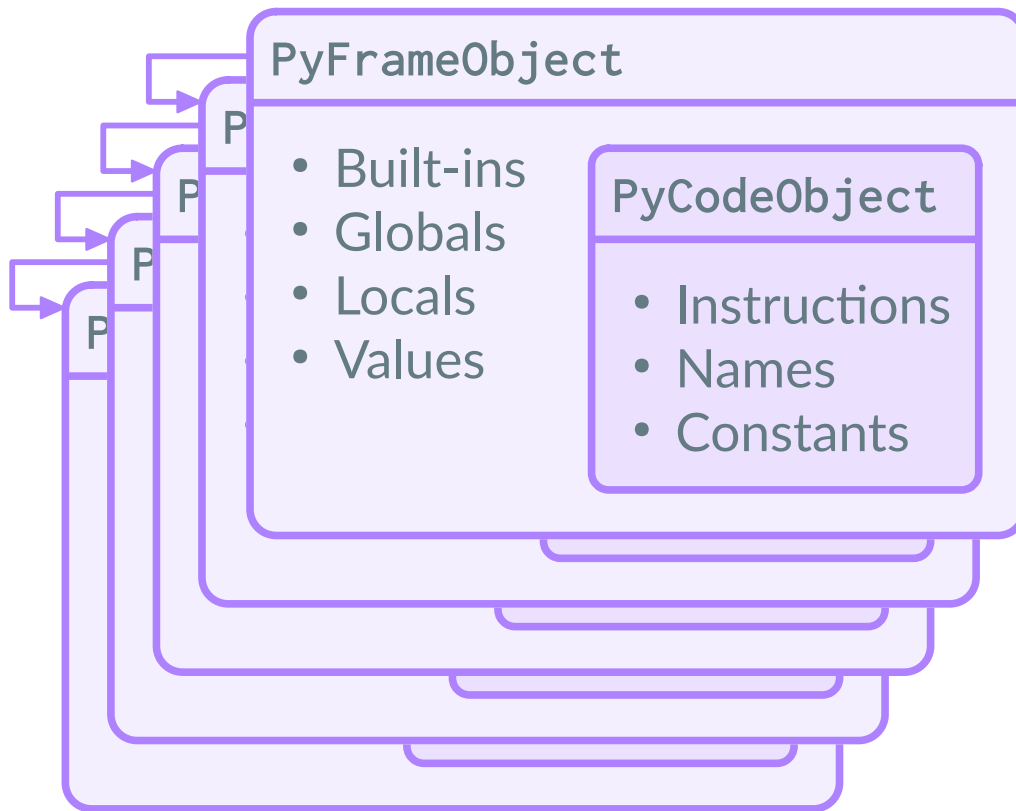 PyFrameObject
• Built-ins
• Globals
• Locals
• Values
PyCodeObject
• Instructions
• Names
• Constants
P
P
P
P